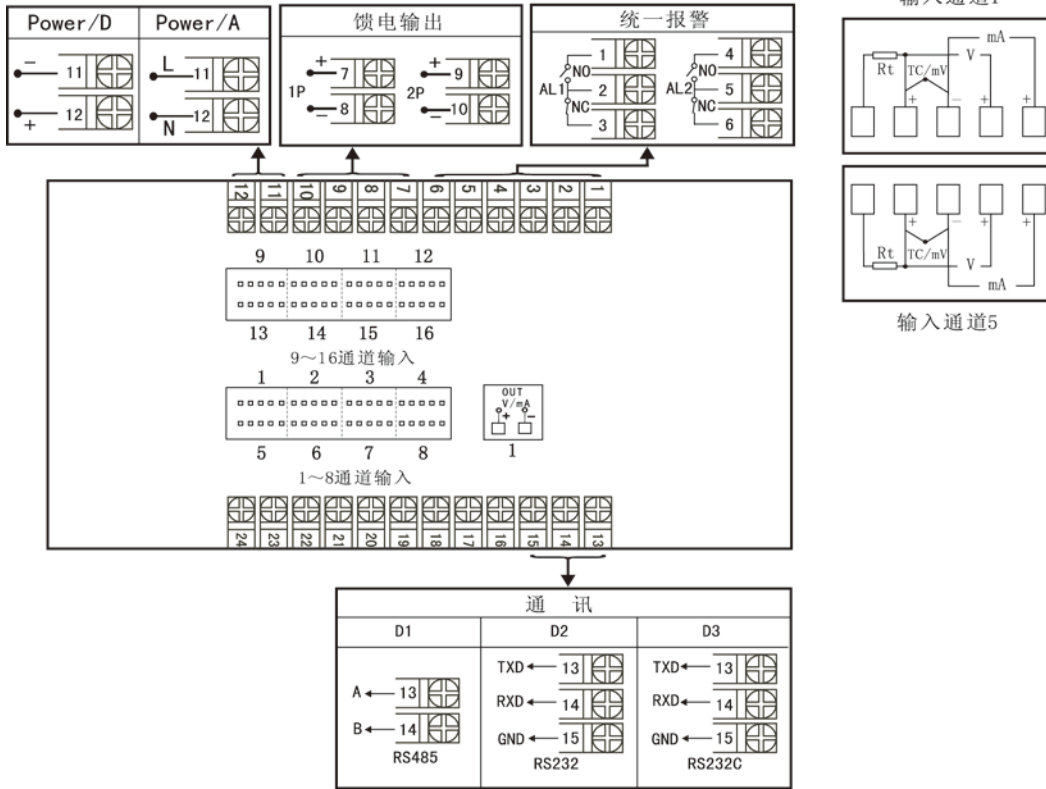 Power/D Power/A
- 11 L 11
+ 12 N 12
馈电输出
1P + 7 - 8
2P + 9 - 10
统一报警
AL1 1 NO 2 NC 3
AL2 4 NO 5 NC 6
Rt TC/mV V mA
+ - + +
+ - + +
Rt TC/mV V mA
输入通道5
12 11 10 9 8 7 6 5 4 3 2 1
9 10 11 12
13 14 15 16
9～16通道输入
1 2 3 4
5 6 7 8
1～8通道输入
OUT
V/mA
+ -
1
24 23 22 21 20 19 18 17 16 15 14 13
通 讯
D1 D2 D3
A 13
B 14
RS485
TXD 13
RXD 14
GND 15
RS232
TXD 13
RXD 14
GND 15
RS232C